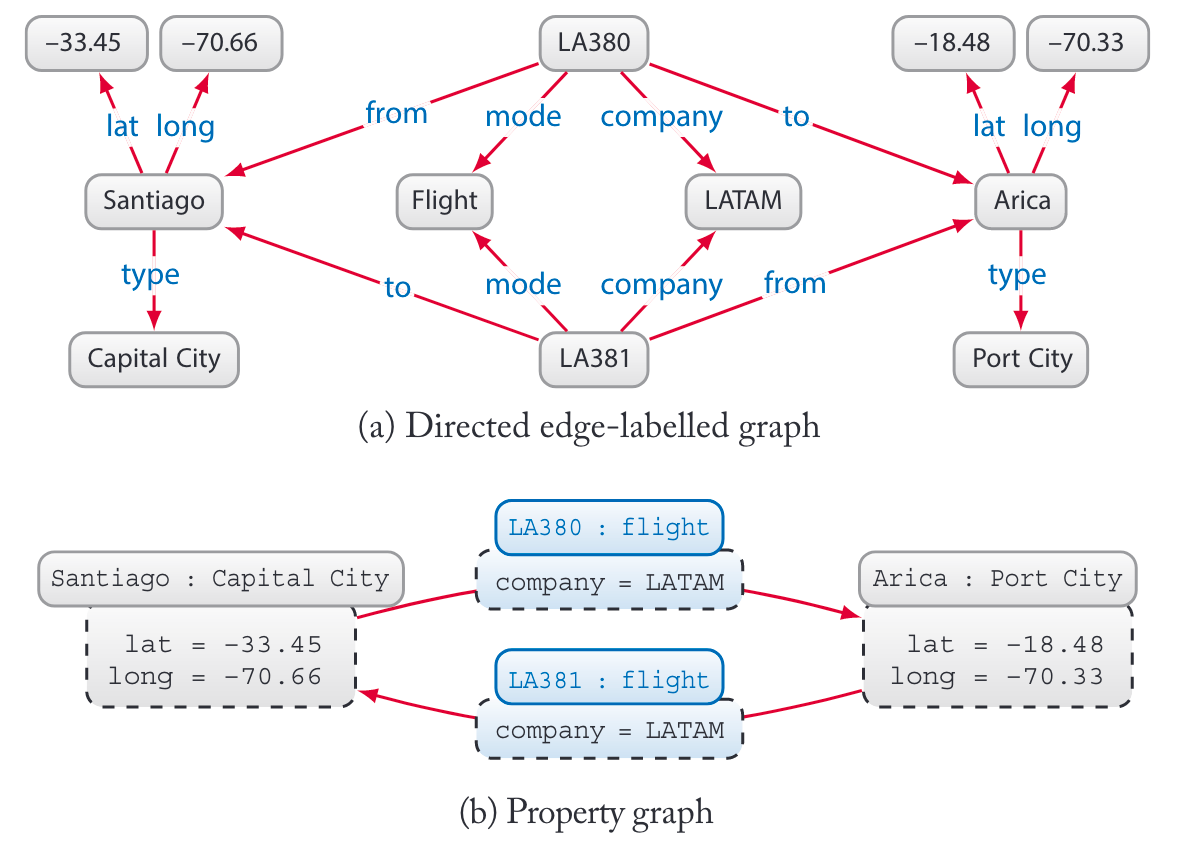 –33.45 –70.66 LA380 –18.48 –70.33
from mode company to
lat long lat long
Santiago Flight LATAM Arica
type to mode company from type
Capital City LA381 Port City
(a) Directed edge-labelled graph
LA380 : flight
Santiago : Capital City company = LATAM Arica : Port City
lat = –33.45 lat = –18.48
long = –70.66 LA381 : flight long = –70.33
company = LATAM
(b) Property graph